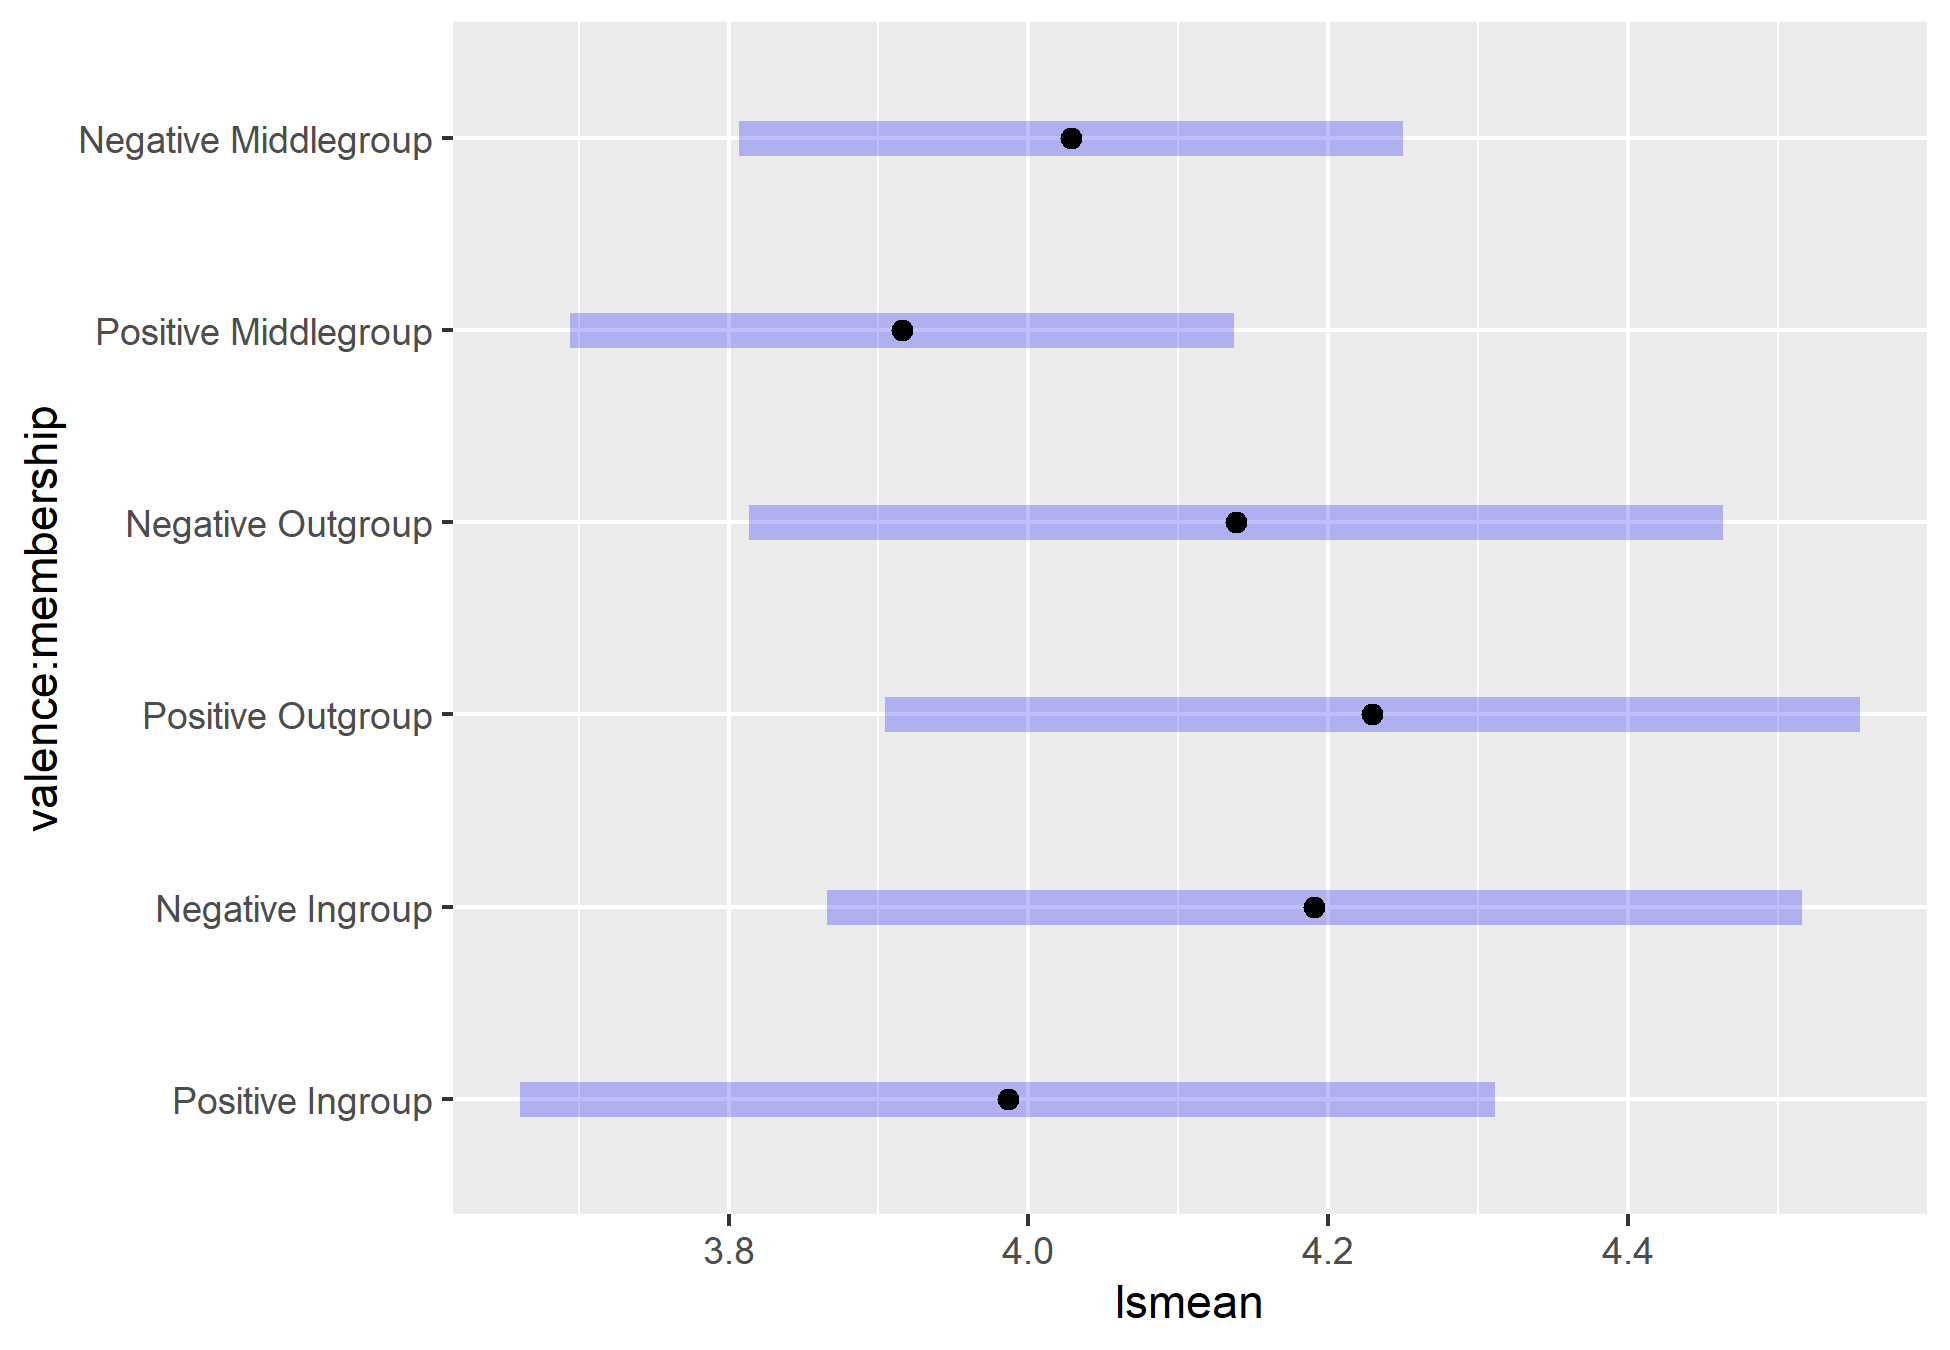 Negative Middlegroup
Positive Middlegroup
Negative Outgroup
Positive Outgroup
Negative Ingroup
Positive Ingroup
valence:membership
3.8 4.0 4.2 4.4
lsmean